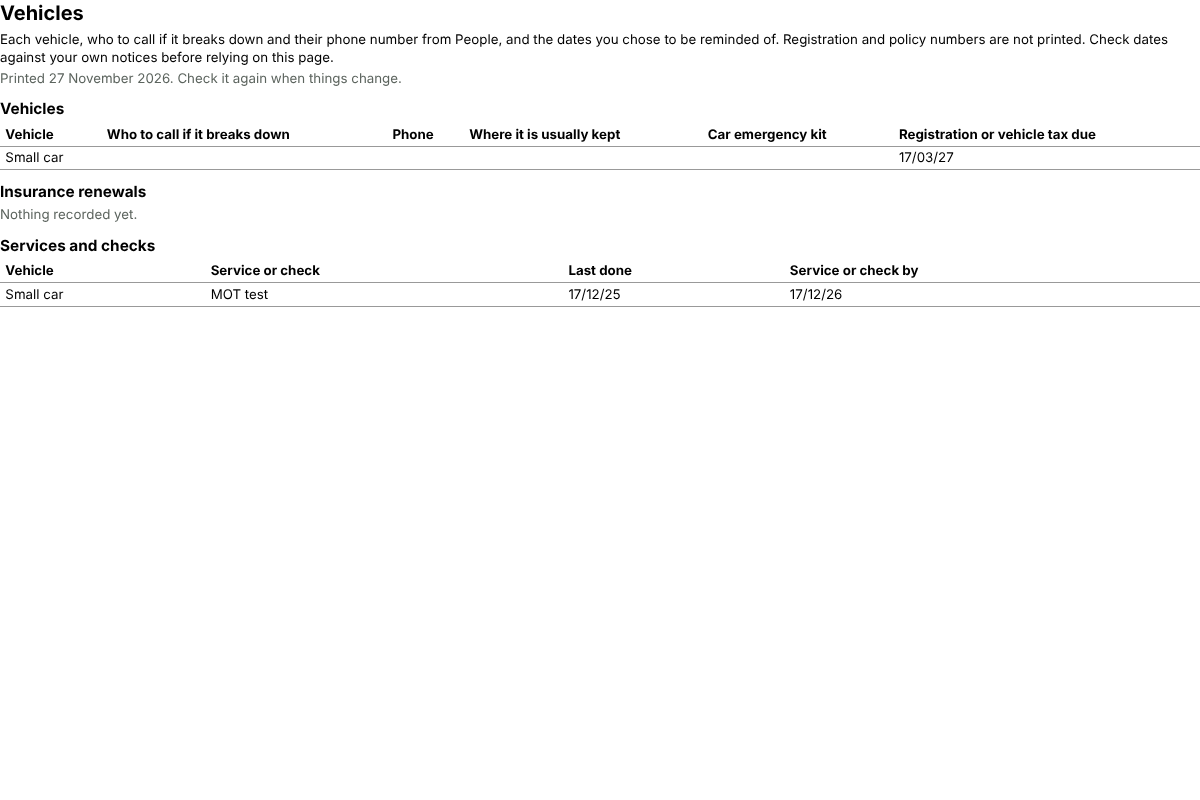 Vehicles
Each vehicle, who to call if it breaks down and their phone number from People, and the dates you chose to be reminded of. Registration and policy numbers are not printed. Check dates
against your own notices before relying on this page.
Printed 27 November 2026. Check it again when things change.
Vehicles
Vehicle Who to call if it breaks down Phone Where it is usually kept Car emergency kit Registration or vehicle tax due
Small car 17/03/27
Insurance renewals
Nothing recorded yet.
Services and checks
Vehicle Service or check Last done Service or check by
Small car MOT test 17/12/25 17/12/26